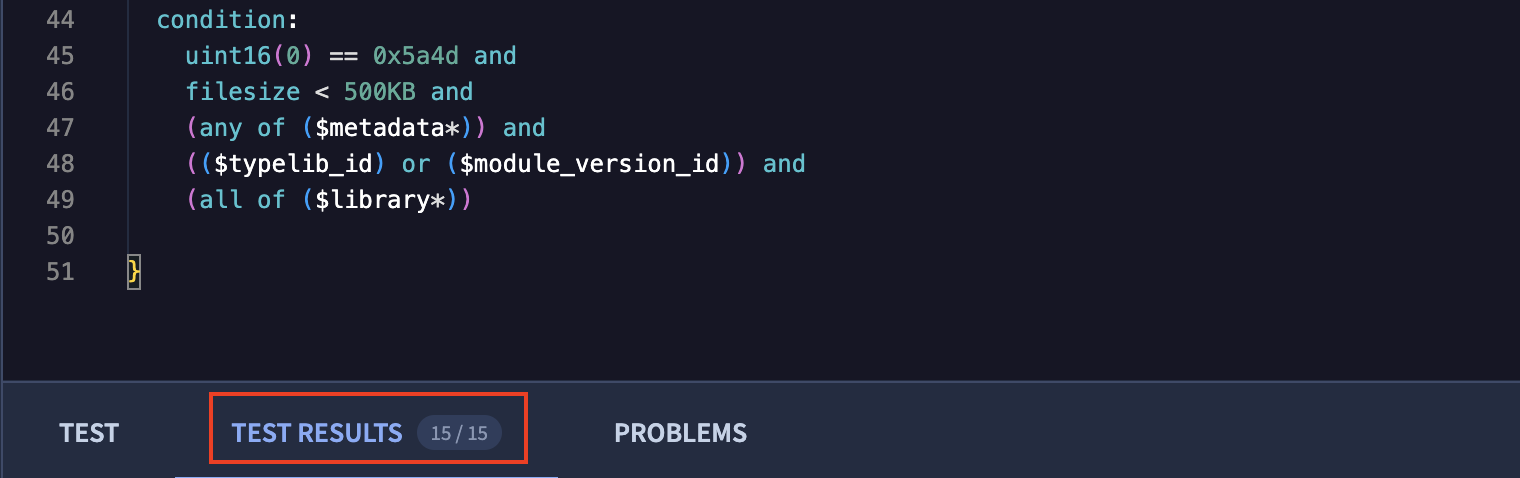 44 condition:
45 uint16(0) == 0x5a4d and
46 filesize < 500KB and
47 (any of ($metadata*)) and
48 (($typelib_id) or ($module_version_id)) and
49 (all of ($library*))
50
51 }
TEST TEST RESULTS 15 / 15 PROBLEMS